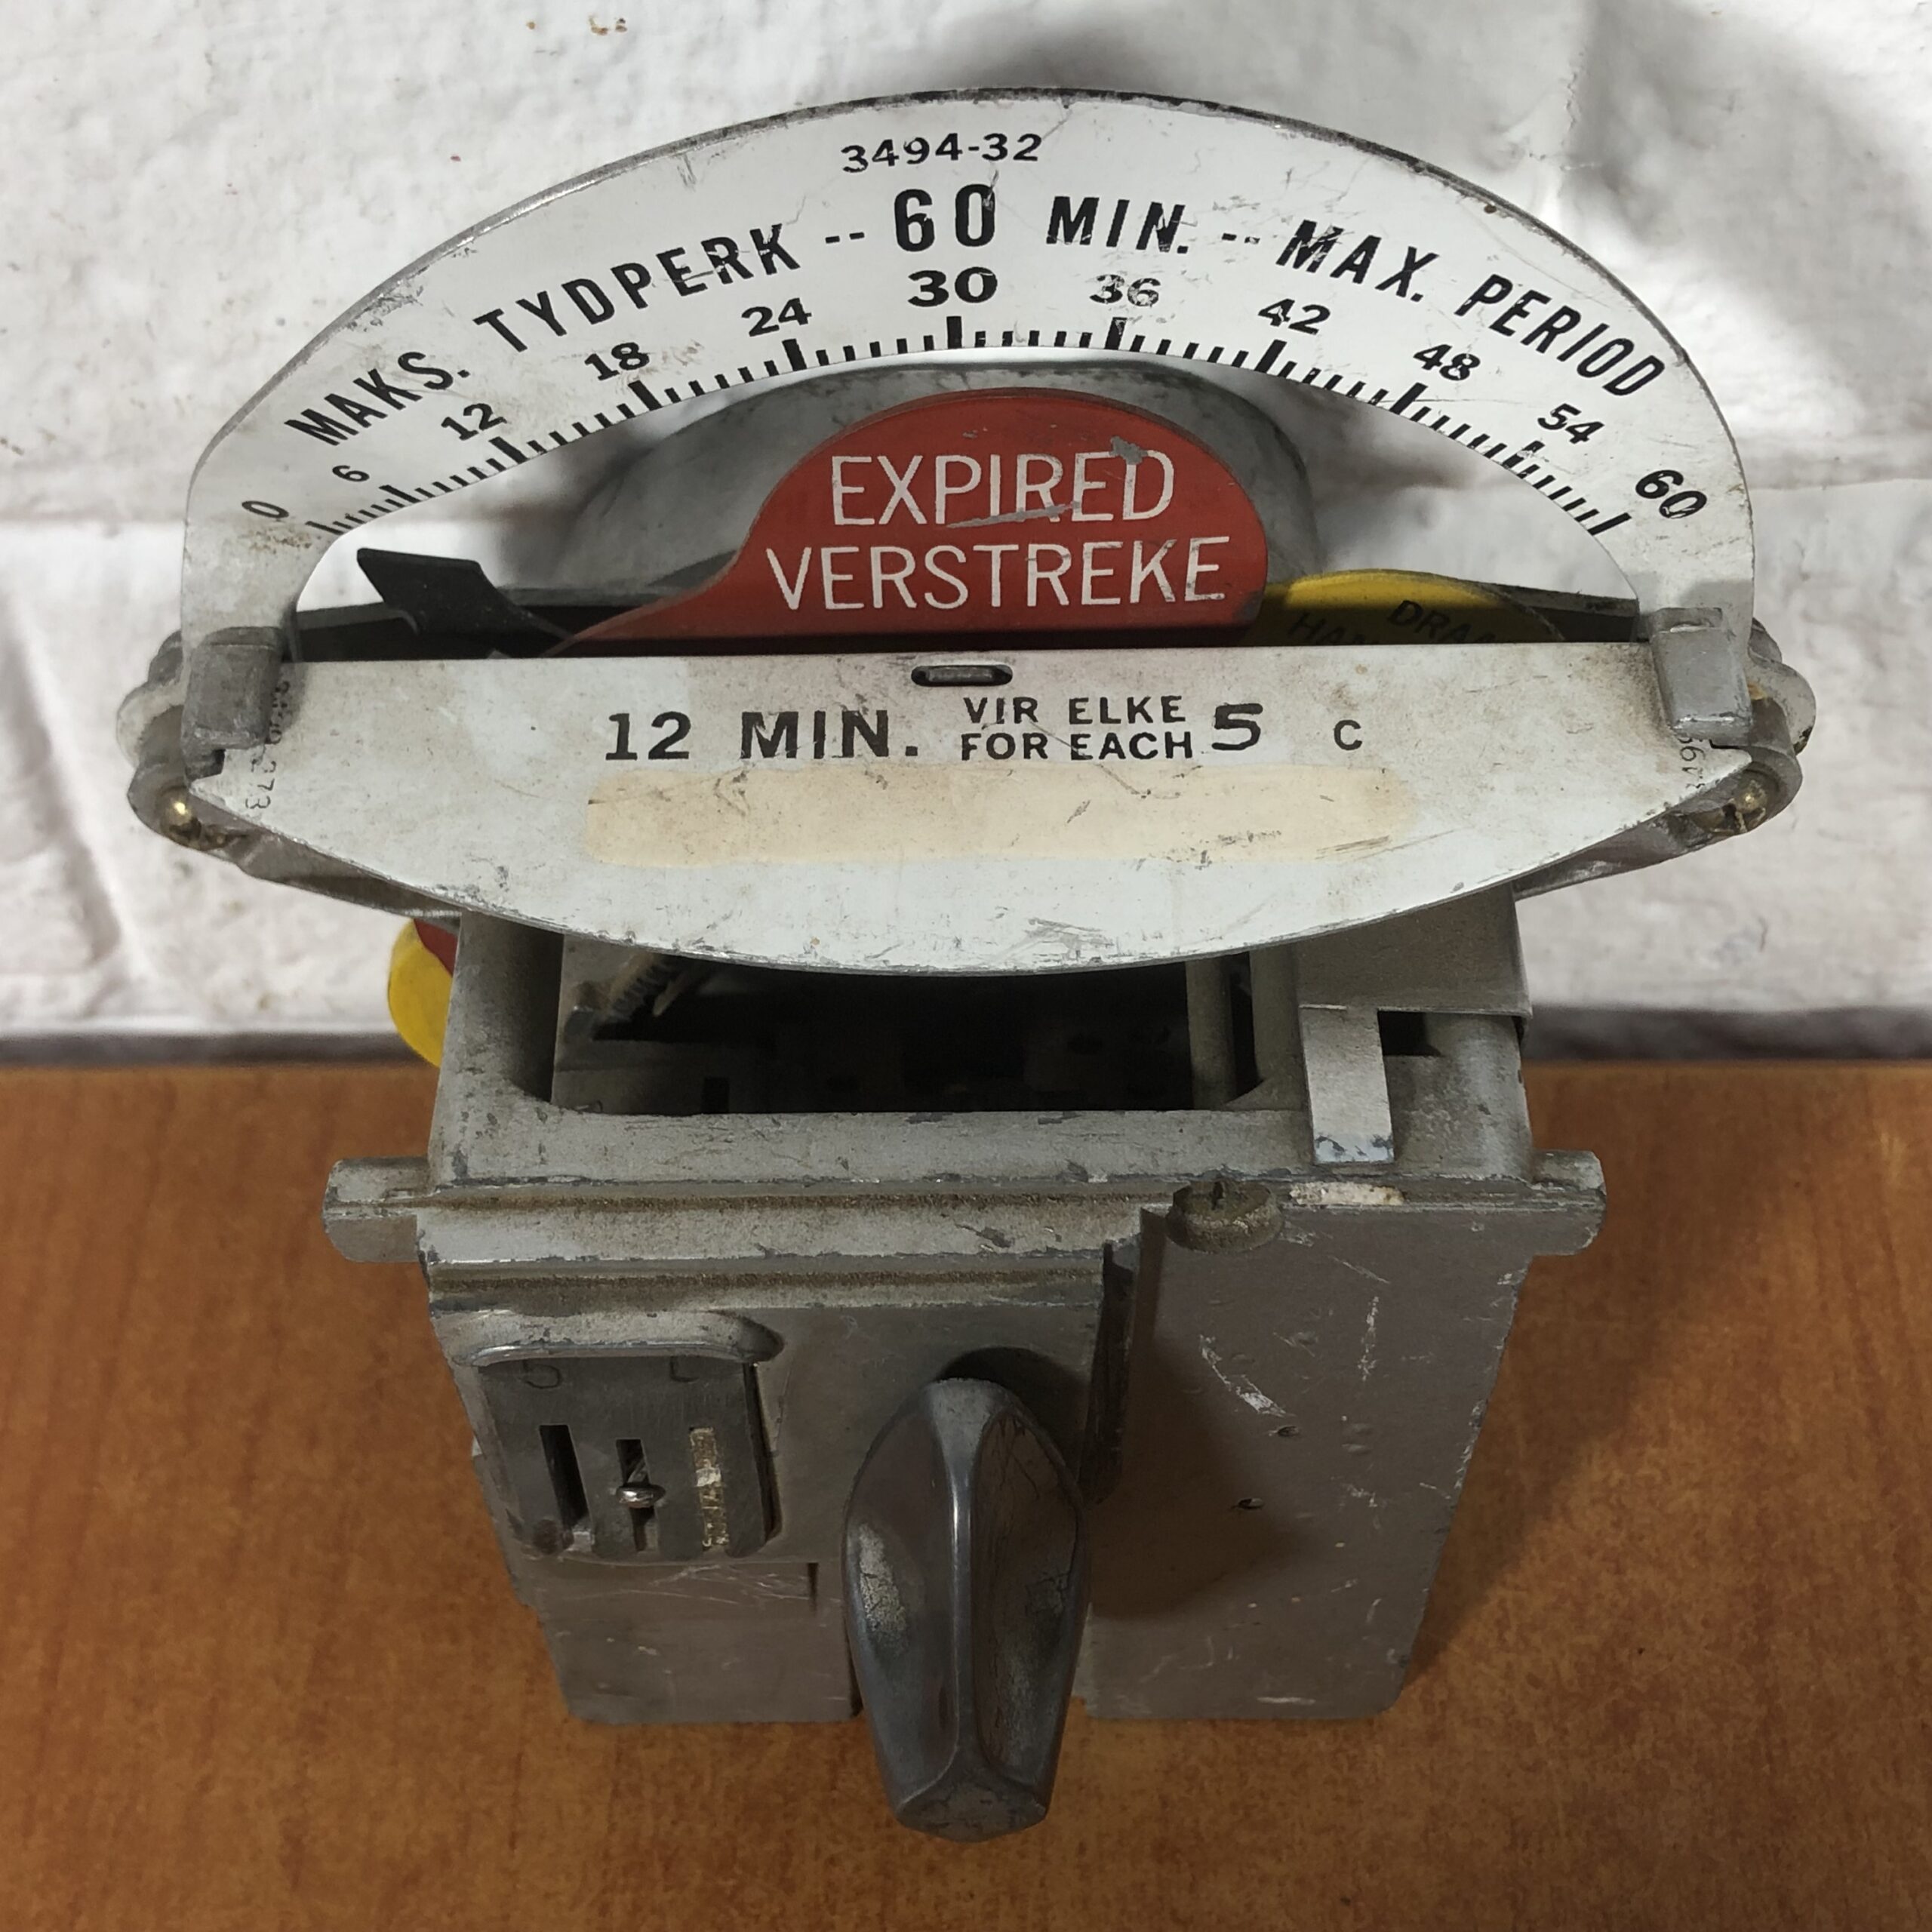 3494-32
MAKS. TYDPERK -- 60 MIN. -- MAX. PERIOD
0 6 12 18 24 30 36 42 48 54 60
EXPIRED
VERSTREKE
12 MIN. VIR ELKE
FOR EACH 5 C
5